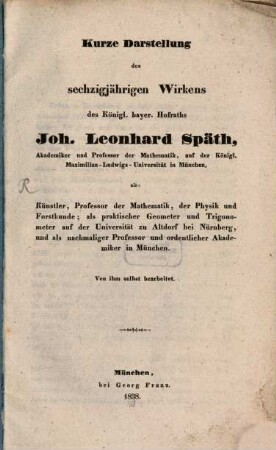 Kurze Darstellung
des
sechzigjährigen Wirkens
des Königl. bayer. Hofraths
Joh. Leonhard Späth,
Akademiker und Professor der Mathematik, auf der Königl.
Maximilian-Ludwigs-Universität in München,
als
Künstler, Professor der Mathematik, der Physik und
Forstkunde; als praktischer Geometer und Trigono-
meter auf der Universität zu Altdorf bei Nürnberg,
und als nachmaliger Professor und ordentlicher Akade-
miker in München.
Von ihm selbst bearbeitet.
München,
bei Georg Franz.
1838.